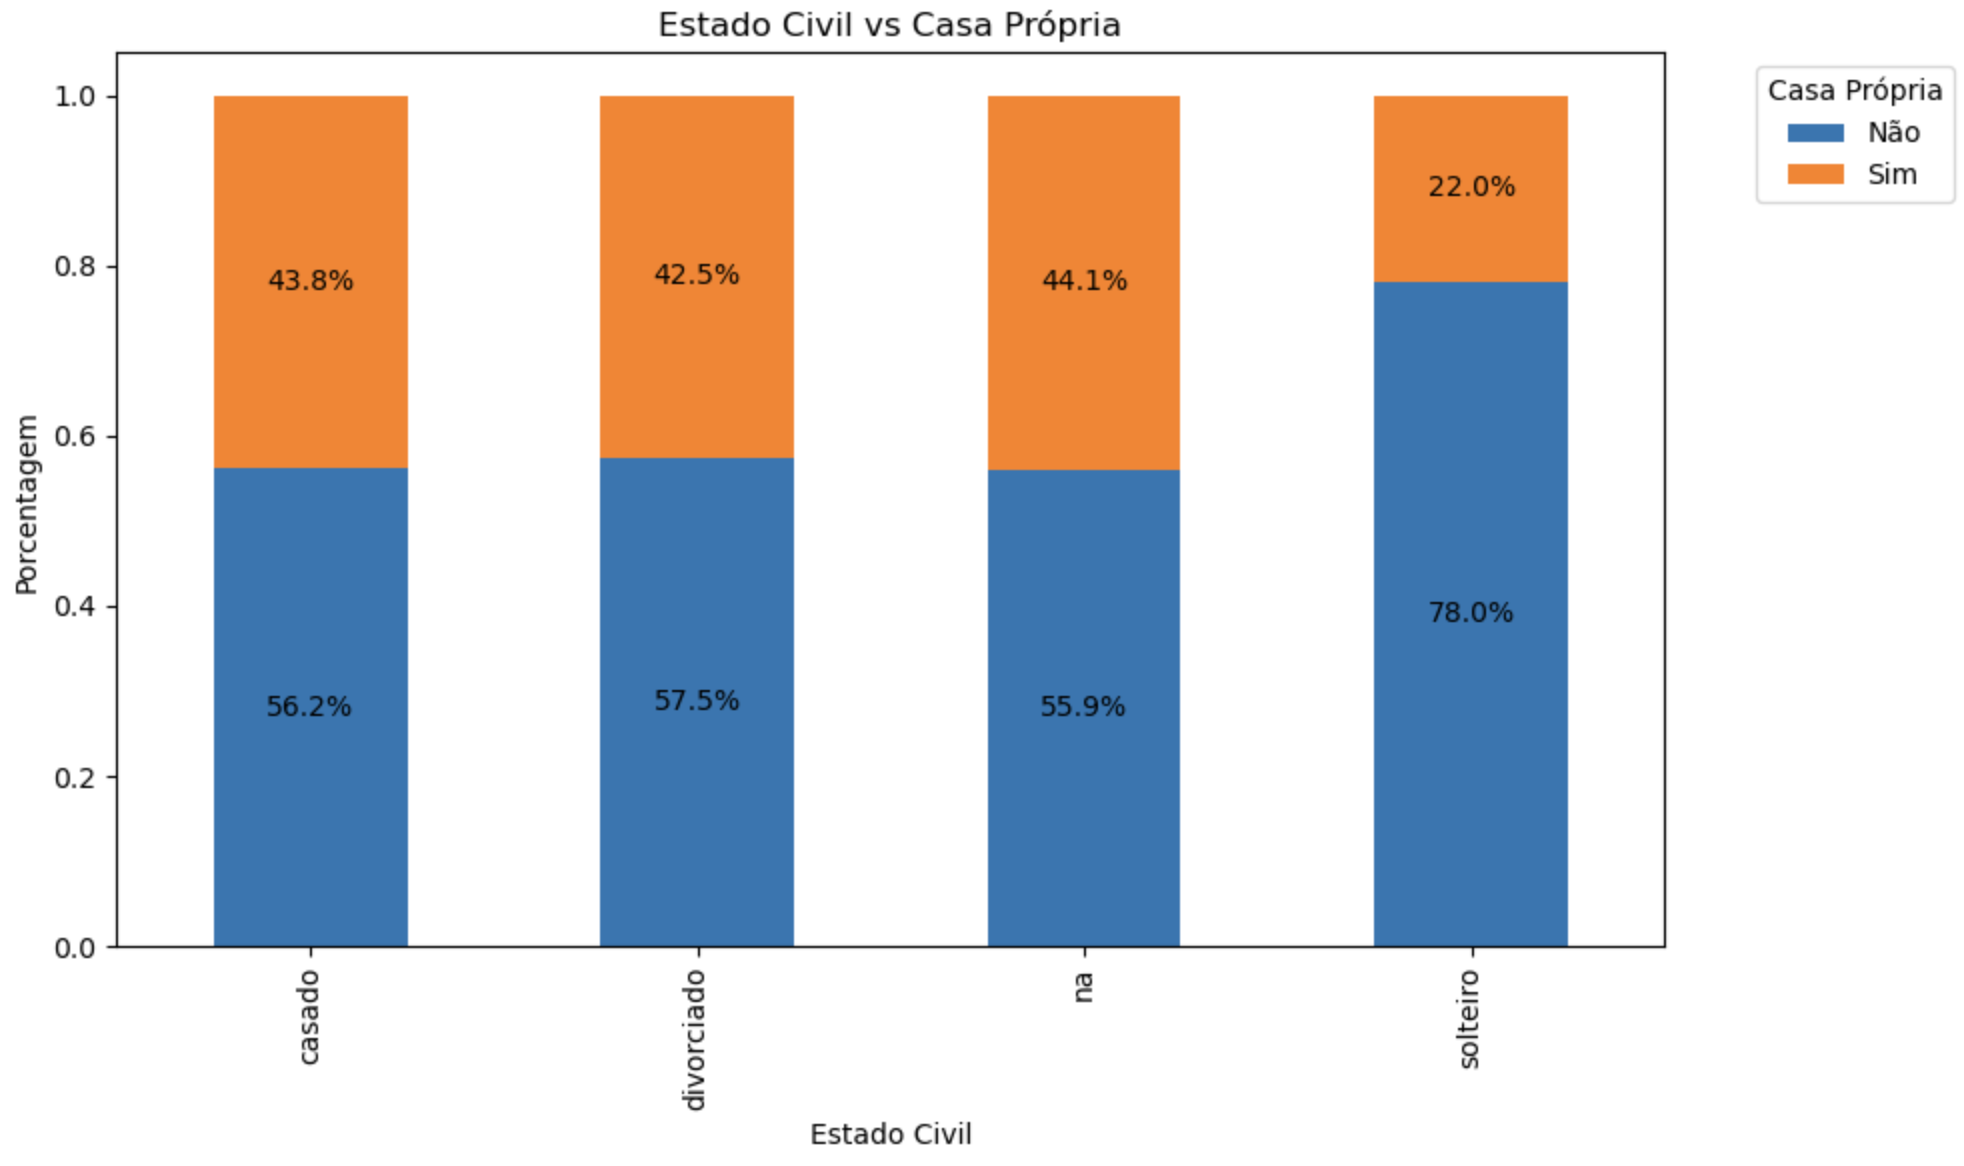 Estado Civil vs Casa Própria
Casa Própria
Não
Sim
Porcentagem
1.0
0.8
0.6
0.4
0.2
0.0
43.8%
42.5%
44.1%
22.0%
56.2%
57.5%
55.9%
78.0%
casado
divorciado
na
solteiro
Estado Civil